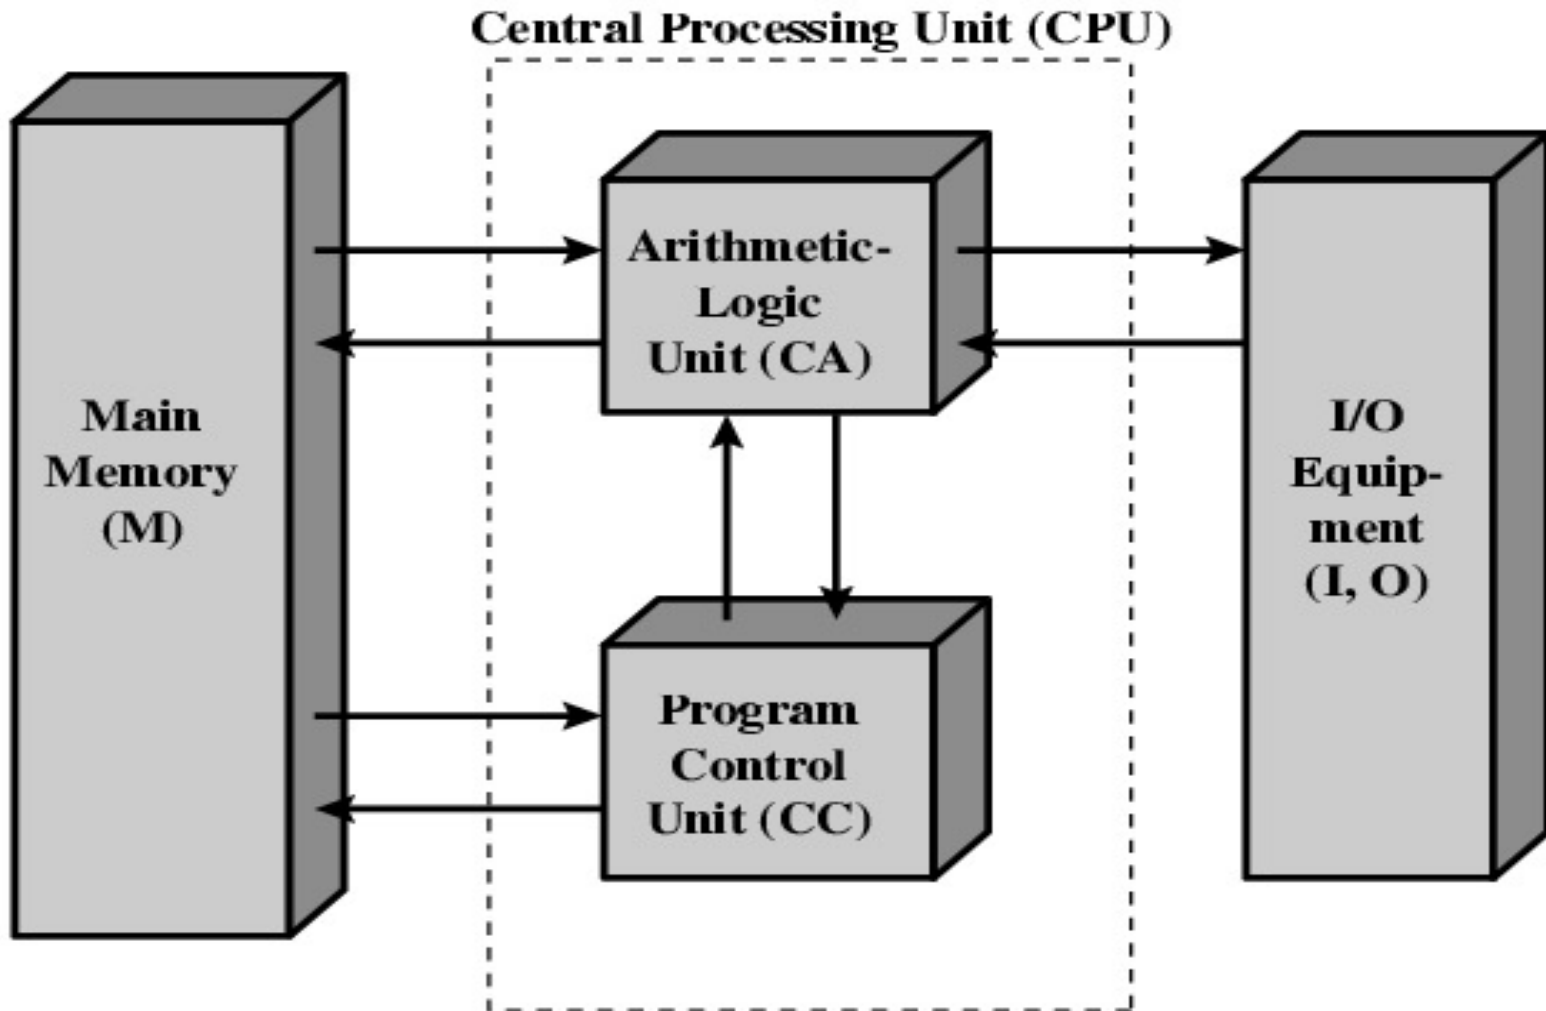 Central Processing Unit (CPU)
Main
Memory
(M)
Arithmetic-
Logic
Unit (CA)
Program
Control
Unit (CC)
I/O
Equip-
ment
(I, O)